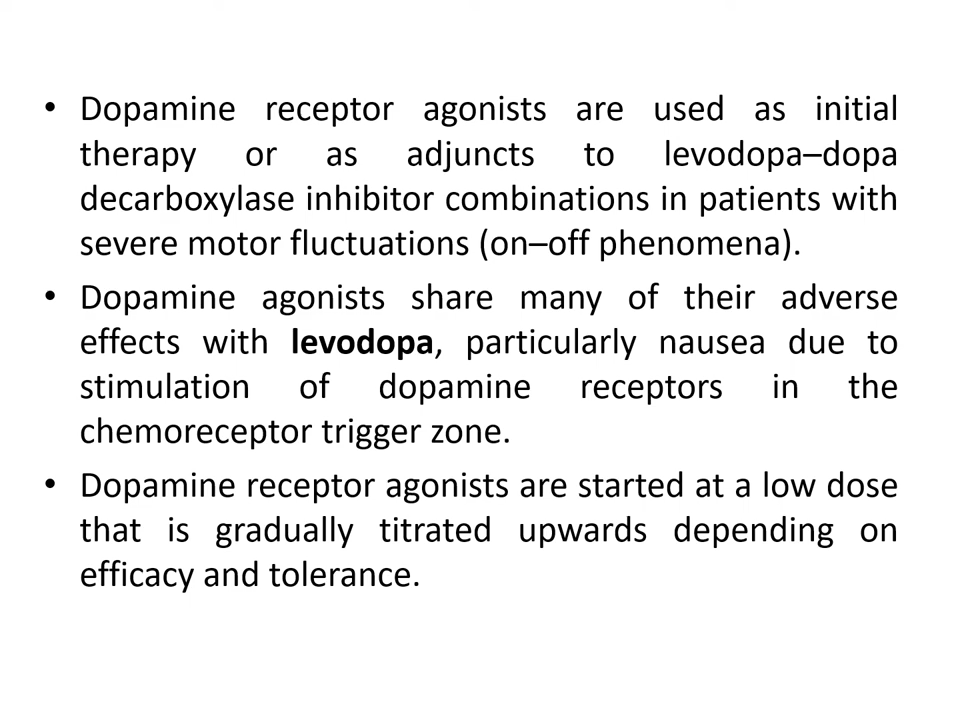 • Dopamine receptor agonists are used as initial
therapy or as adjuncts to levodopa–dopa
decarboxylase inhibitor combinations in patients with
severe motor fluctuations (on–off phenomena).
• Dopamine agonists share many of their adverse
effects with levodopa, particularly nausea due to
stimulation of dopamine receptors in the
chemoreceptor trigger zone.
• Dopamine receptor agonists are started at a low dose
that is gradually titrated upwards depending on
efficacy and tolerance.